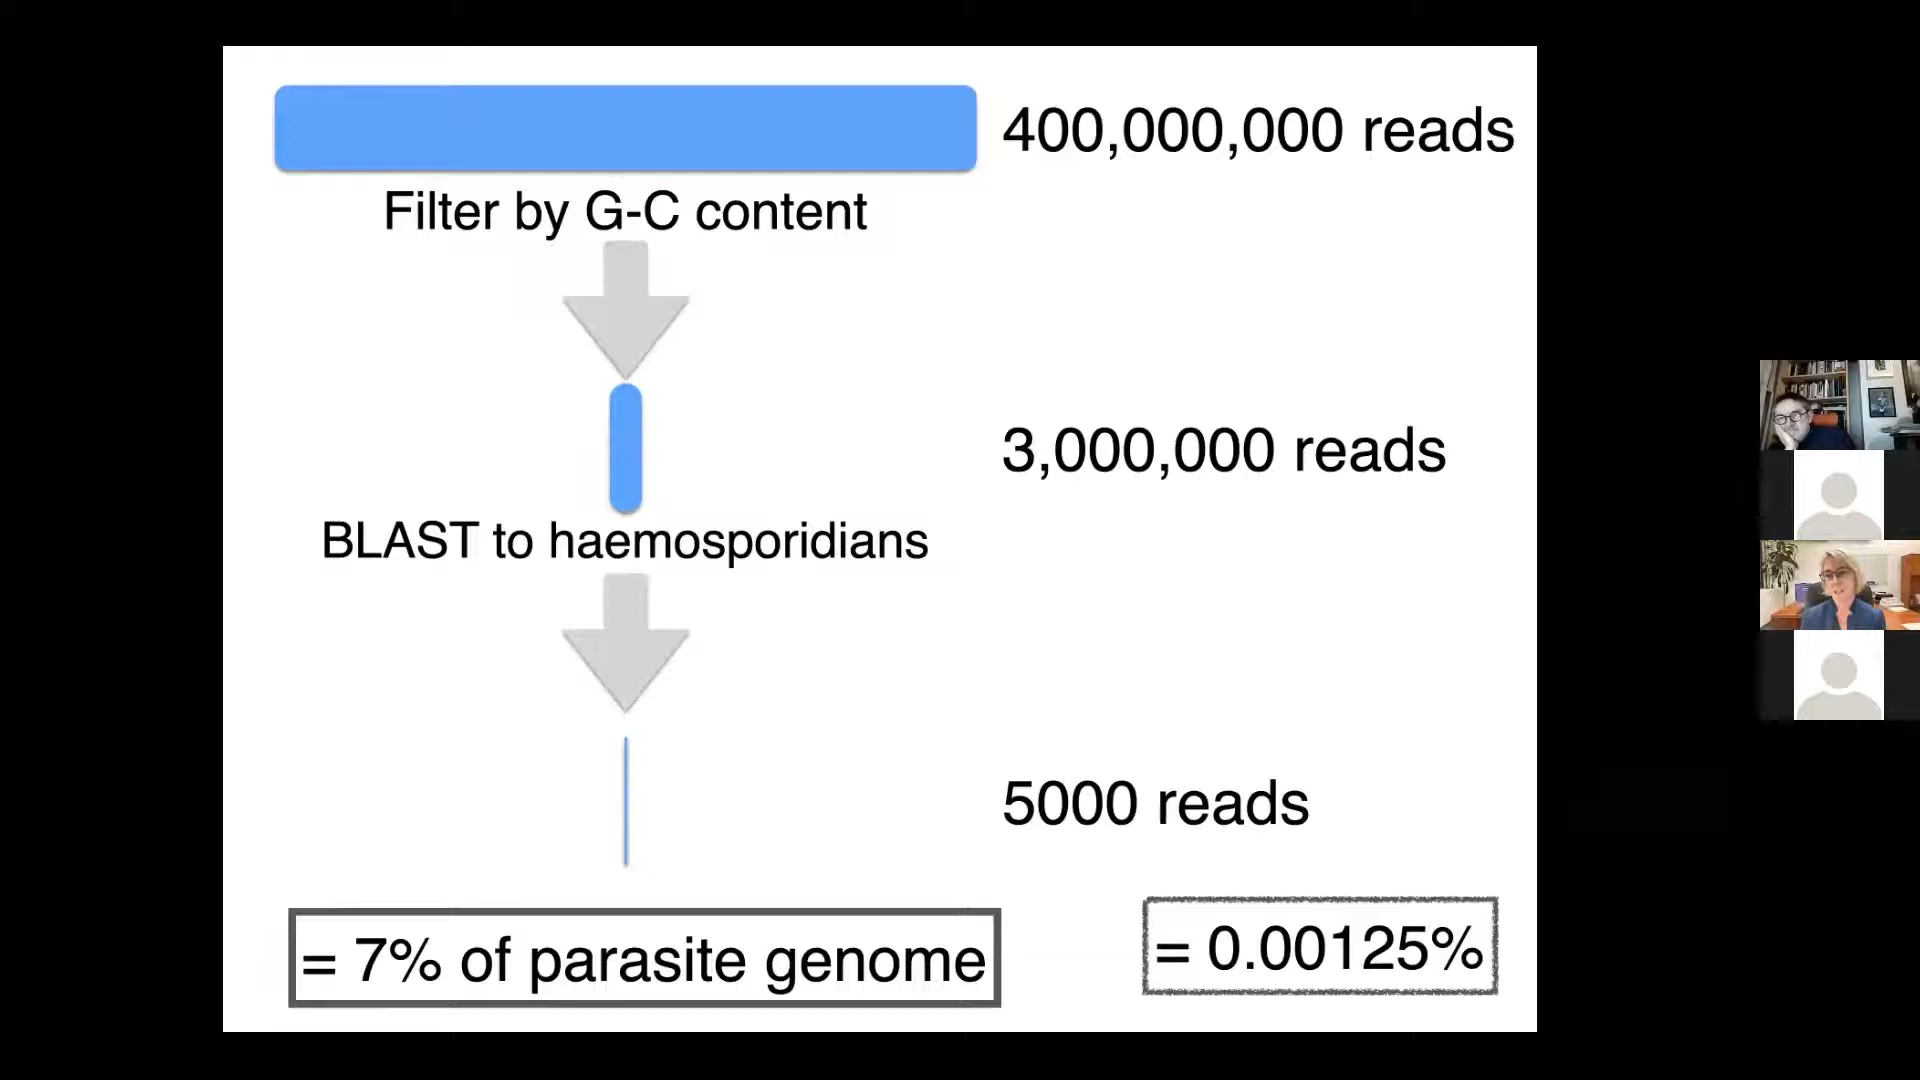 400,000,000 reads
Filter by G-C content
3,000,000 reads
BLAST to haemosporidians
5000 reads
= 7% of parasite genome
= 0.00125%